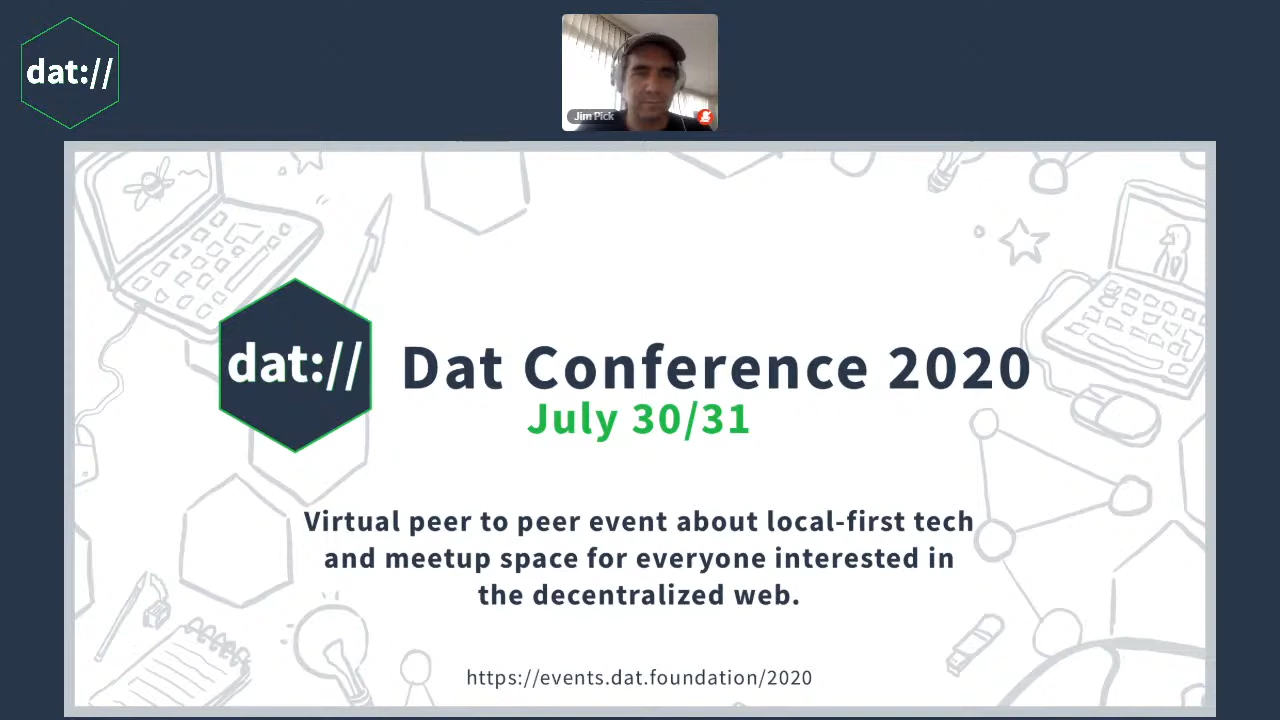 dat://
Jim Pick
dat://
Dat Conference 2020
July 30/31
Virtual peer to peer event about local-first tech
and meetup space for everyone interested in
the decentralized web.
https://events.dat.foundation/2020